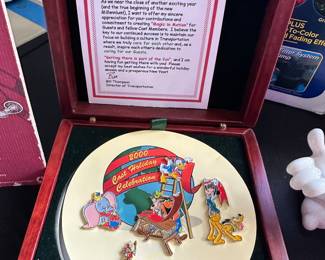 As we near the close of another exciting year
(and the true beginning of the new
Millennium), I want to offer my sincere
appreciation for your contributions and
commitment to creating "Magic in Motion" for
Guests and fellow Cast Members. I believe the
key to our continued success is to maintain our
focus on building a culture in Transportation
where we truly care for each other and, as a
result, inspire each others dedication to
caring for our Guests.
"Getting there is part of the fun", and I am
having fun getting there with you. Please
accept my best wishes for a wonderful holiday
season and a prosperous New Year!
Bill Thompson
Director of Transportation
PLUS
-to-Color
Fading Effe
2000
Cast Holiday
Celebration